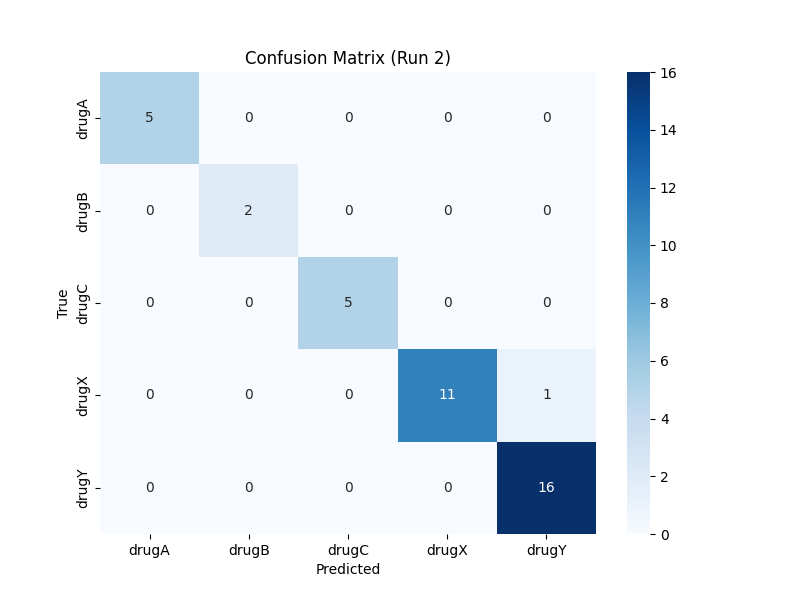 Confusion Matrix (Run 2)
True
drugA 5 0 0 0 0
drugB 0 2 0 0 0
drugC 0 0 5 0 0
drugX 0 0 0 11 1
drugY 0 0 0 0 16
drugA drugB drugC drugX drugY
Predicted
16
14
12
10
8
6
4
2
0